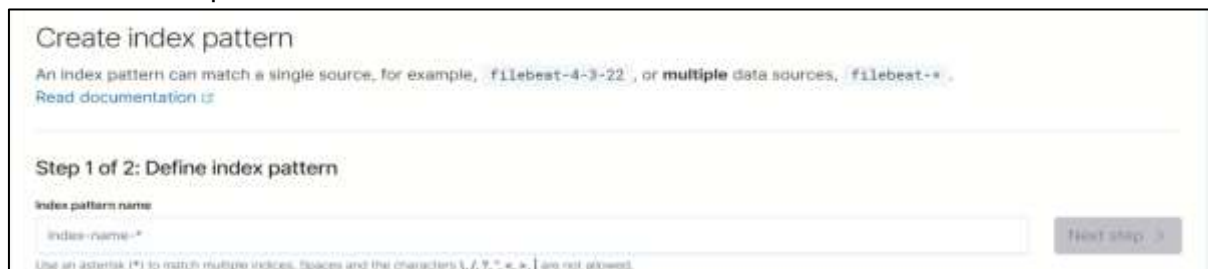 Create index pattern
An index pattern can match a single source, for example, filebeat-4-3-22 , or multiple data sources, filebeat-* .
Read documentation
Step 1 of 2: Define index pattern
Index pattern name
index-name-*
Next step >
Use an asterisk (*) to match multiple indices. Spaces and the characters \, /, ?, ", <, >, | are not allowed.